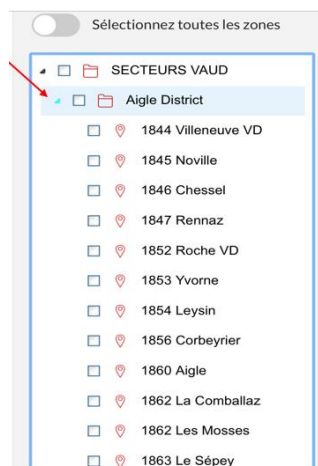 Sélectionnez toutes les zones
SECTEURS VAUD
Aigle District
1844 Villeneuve VD
1845 Noville
1846 Chessel
1847 Rennaz
1852 Roche VD
1853 Yvorne
1854 Leysin
1856 Corbeyrier
1860 Aigle
1862 La Comballaz
1862 Les Mosses
1863 Le Sépey